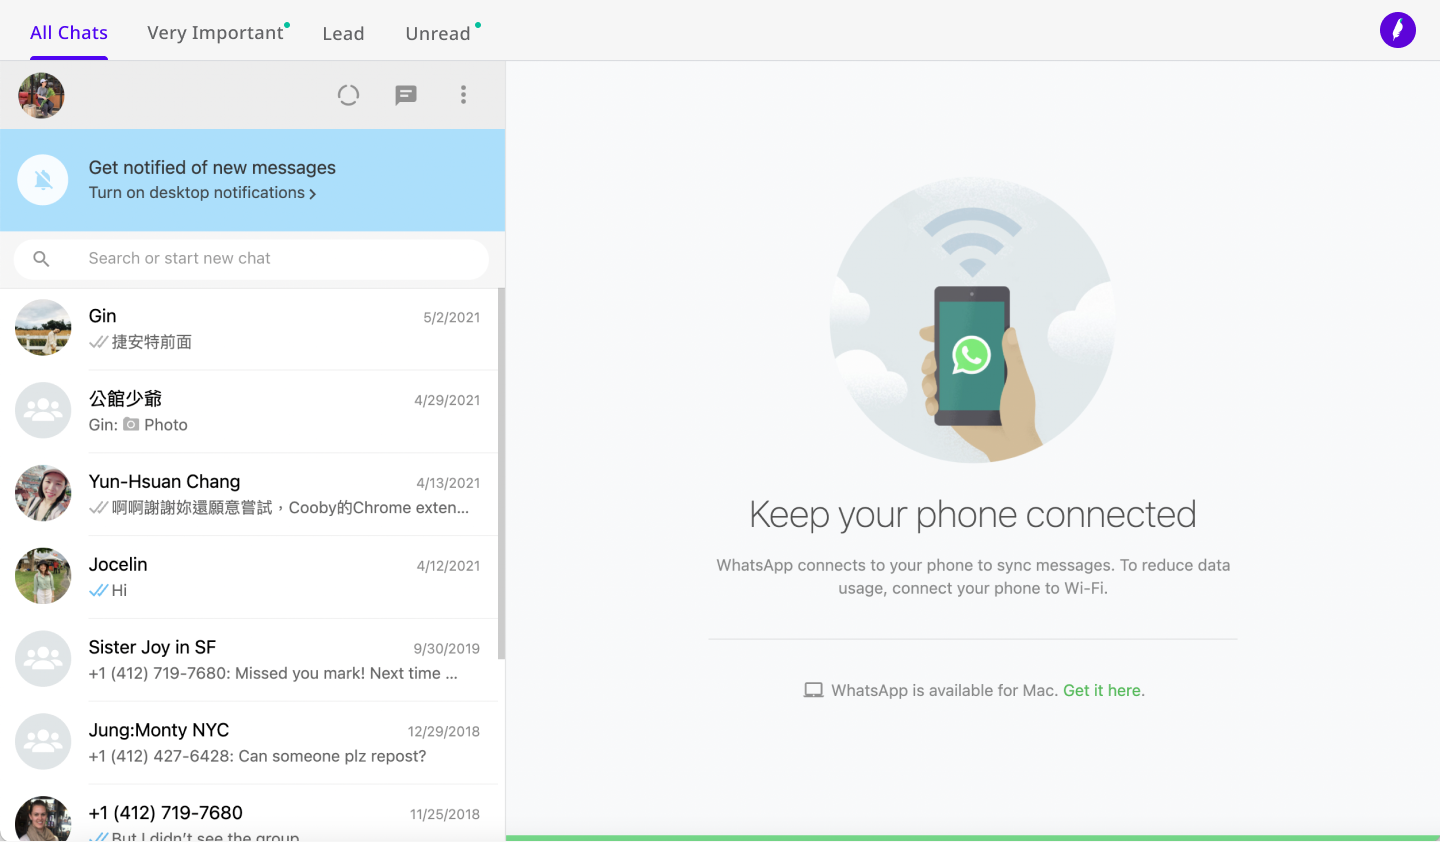 All Chats
Very Important
Lead
Unread
Get notified of new messages
Turn on desktop notifications
Search or start new chat
Gin
5/2/2021
捷安特前面
公館少爺
4/29/2021
Gin: Photo
Yun-Hsuan Chang
4/13/2021
啊啊謝謝妳還願意嘗試，Cooby的Chrome exten...
Jocelin
4/12/2021
Hi
Sister Joy in SF
9/30/2019
+1 (412) 719-7680: Missed you mark! Next time ...
Jung:Monty NYC
12/29/2018
+1 (412) 427-6428: Can someone plz repost?
+1 (412) 719-7680
11/25/2018
But I didn't see the group
Keep your phone connected
WhatsApp connects to your phone to sync messages. To reduce data
usage, connect your phone to Wi-Fi.
WhatsApp is available for Mac. Get it here.